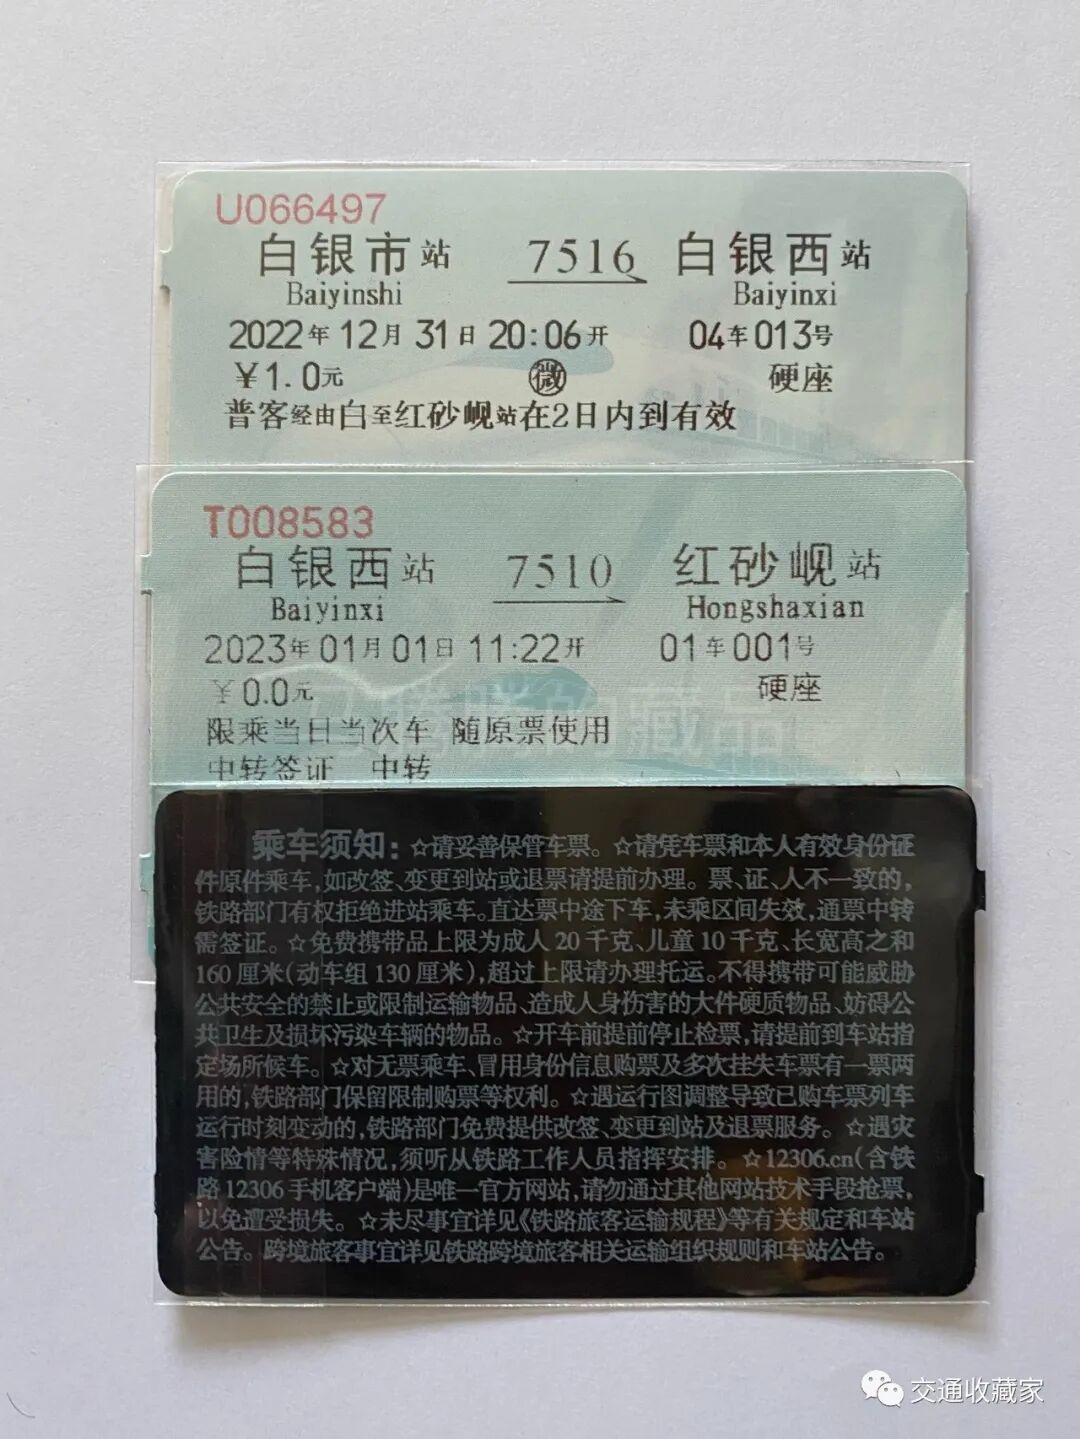 U066497
白银市站 7516 白银西站
Baiyinshi Baiyinxi
2022年12月31日20:06开 04车013号
￥1.0元 微 硬座
普客经由白至红砂岘站在2日内到有效
T008583
白银西站 7510 红砂岘站
Baiyinxi Hongshaxian
2023年01月01日11:22开 01车001号
￥0.0元 硬座
限乘当日当次车 随原票使用
中转签证 中转
乘车须知：☆请妥善保管车票。☆请凭车票和本人有效身份证
件原件乘车，如改签、变更到站或退票请提前办理。票、证、人不一致的，
铁路部门有权拒绝进站乘车。直达票中途下车，未乘区间失效，通票中转
需签证。☆免费携带品上限为成人20千克、儿童10千克、长宽高之和
160厘米（动车组130厘米），超过上限请办理托运。不得携带可能威胁
公共安全的禁止或限制运输物品、造成人身伤害的大件硬质物品、妨碍公
共卫生及损坏污染车辆的物品。☆开车前提前停止检票，请提前到车站指
定场所候车。☆对无票乘车、冒用身份信息购票及多次挂失车票有一票两
用的，铁路部门保留限制购票等权利。☆遇运行图调整导致已购车票列车
运行时刻变动的，铁路部门免费提供改签、变更到站及退票服务。☆遇灾
害险情等特殊情况，须听从铁路工作人员指挥安排。☆12306.cn（含铁
路12306手机客户端）是唯一官方网站，请勿通过其他网站技术手段抢票，
以免遭受损失。☆未尽事宜详见《铁路旅客运输规程》等有关规定和车站
公告。跨境旅客事宜详见铁路跨境旅客相关运输组织规则和车站公告。
交通收藏家